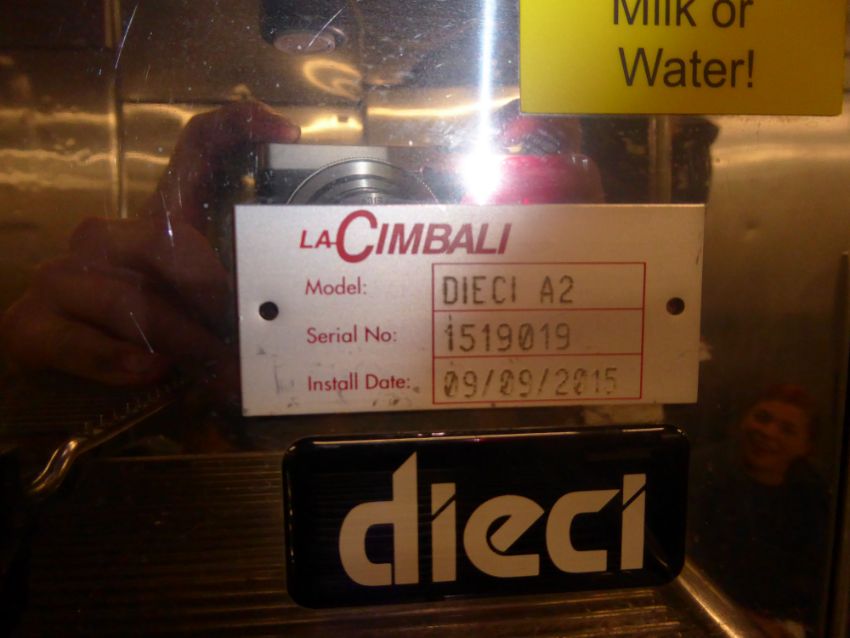 Milk or
Water!
LACIMBALI
Model: DIECI A2
Serial No: 1519019
Install Date: 09/09/2015
dieci